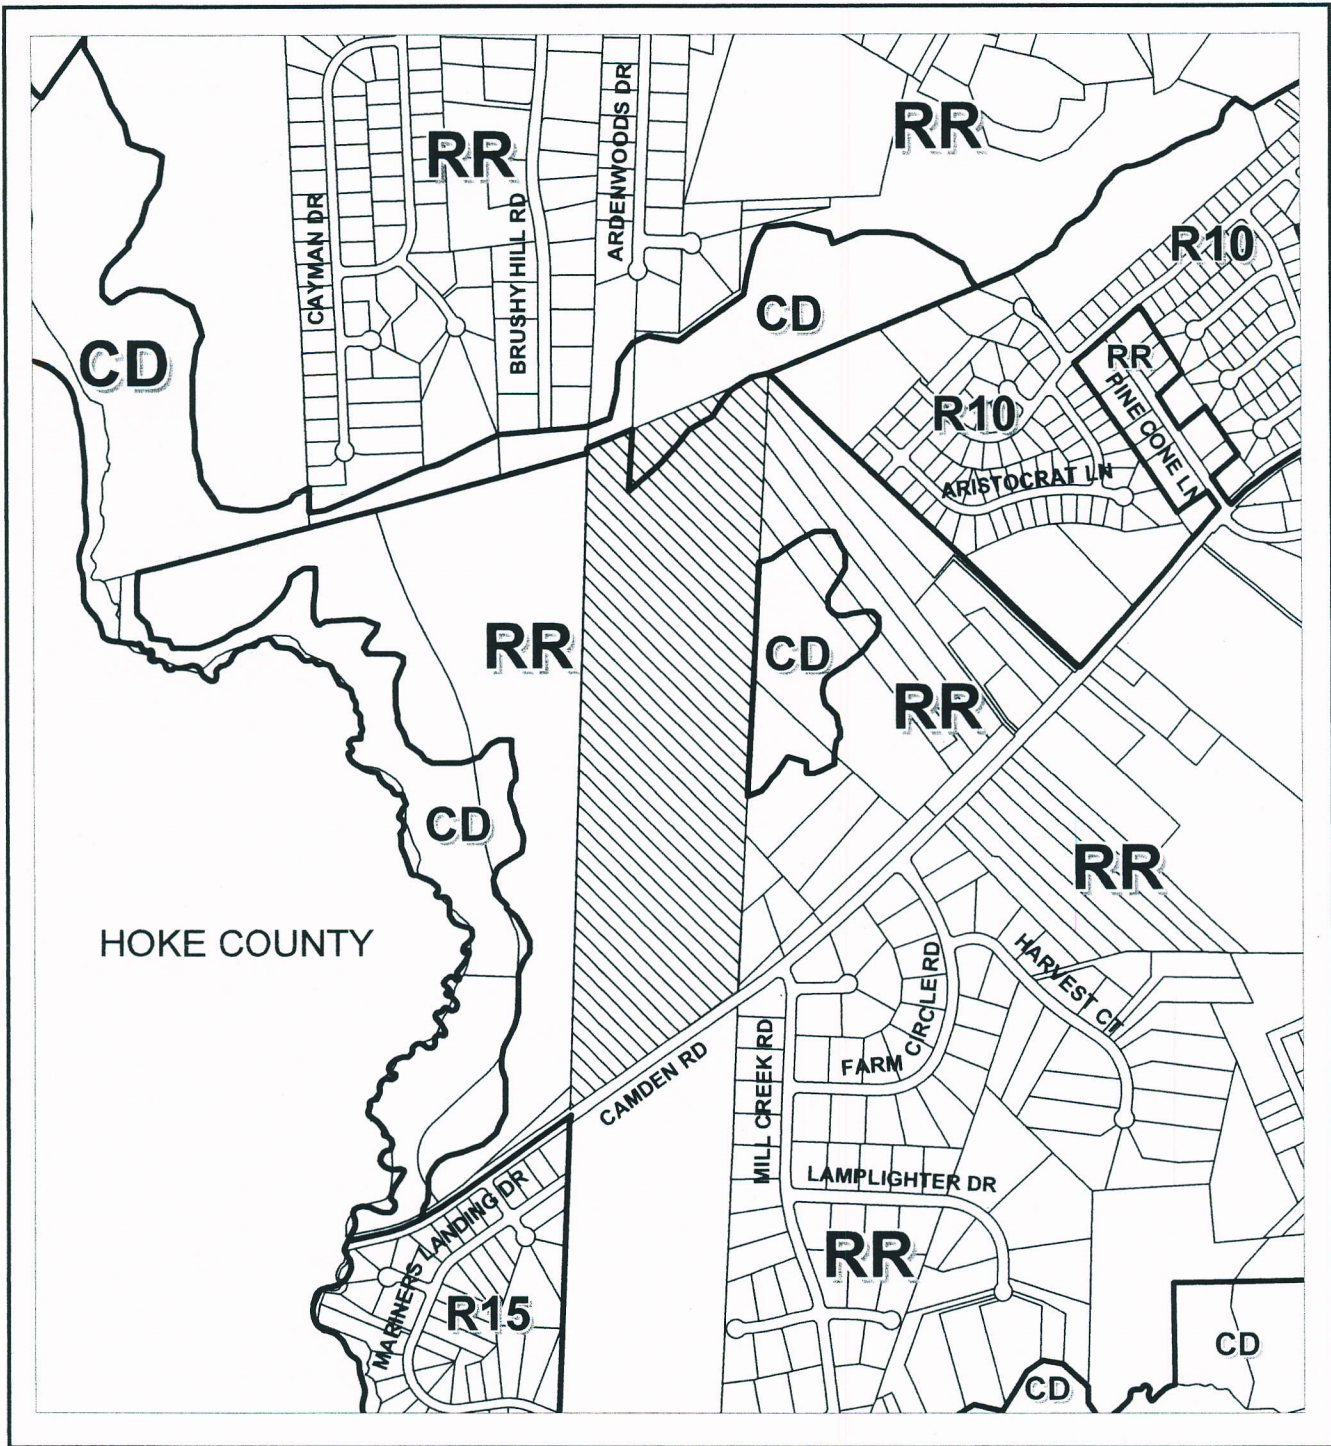 RR
RR
CAYMAN DR
BRUSHY HILL RD
ARDENWOODS DR
R10
CD
CD
RR
R10
PINE CONE LN
ARISTOCRAT LN
RR
CD
RR
CD
RR
HOKE COUNTY
HARVEST CT
CIRCLE RD
FARM
CAMDEN RD
MILL CREEK RD
LAMPLIGHTER DR
MARINERS LANDING DR
RR
R15
CD
CD